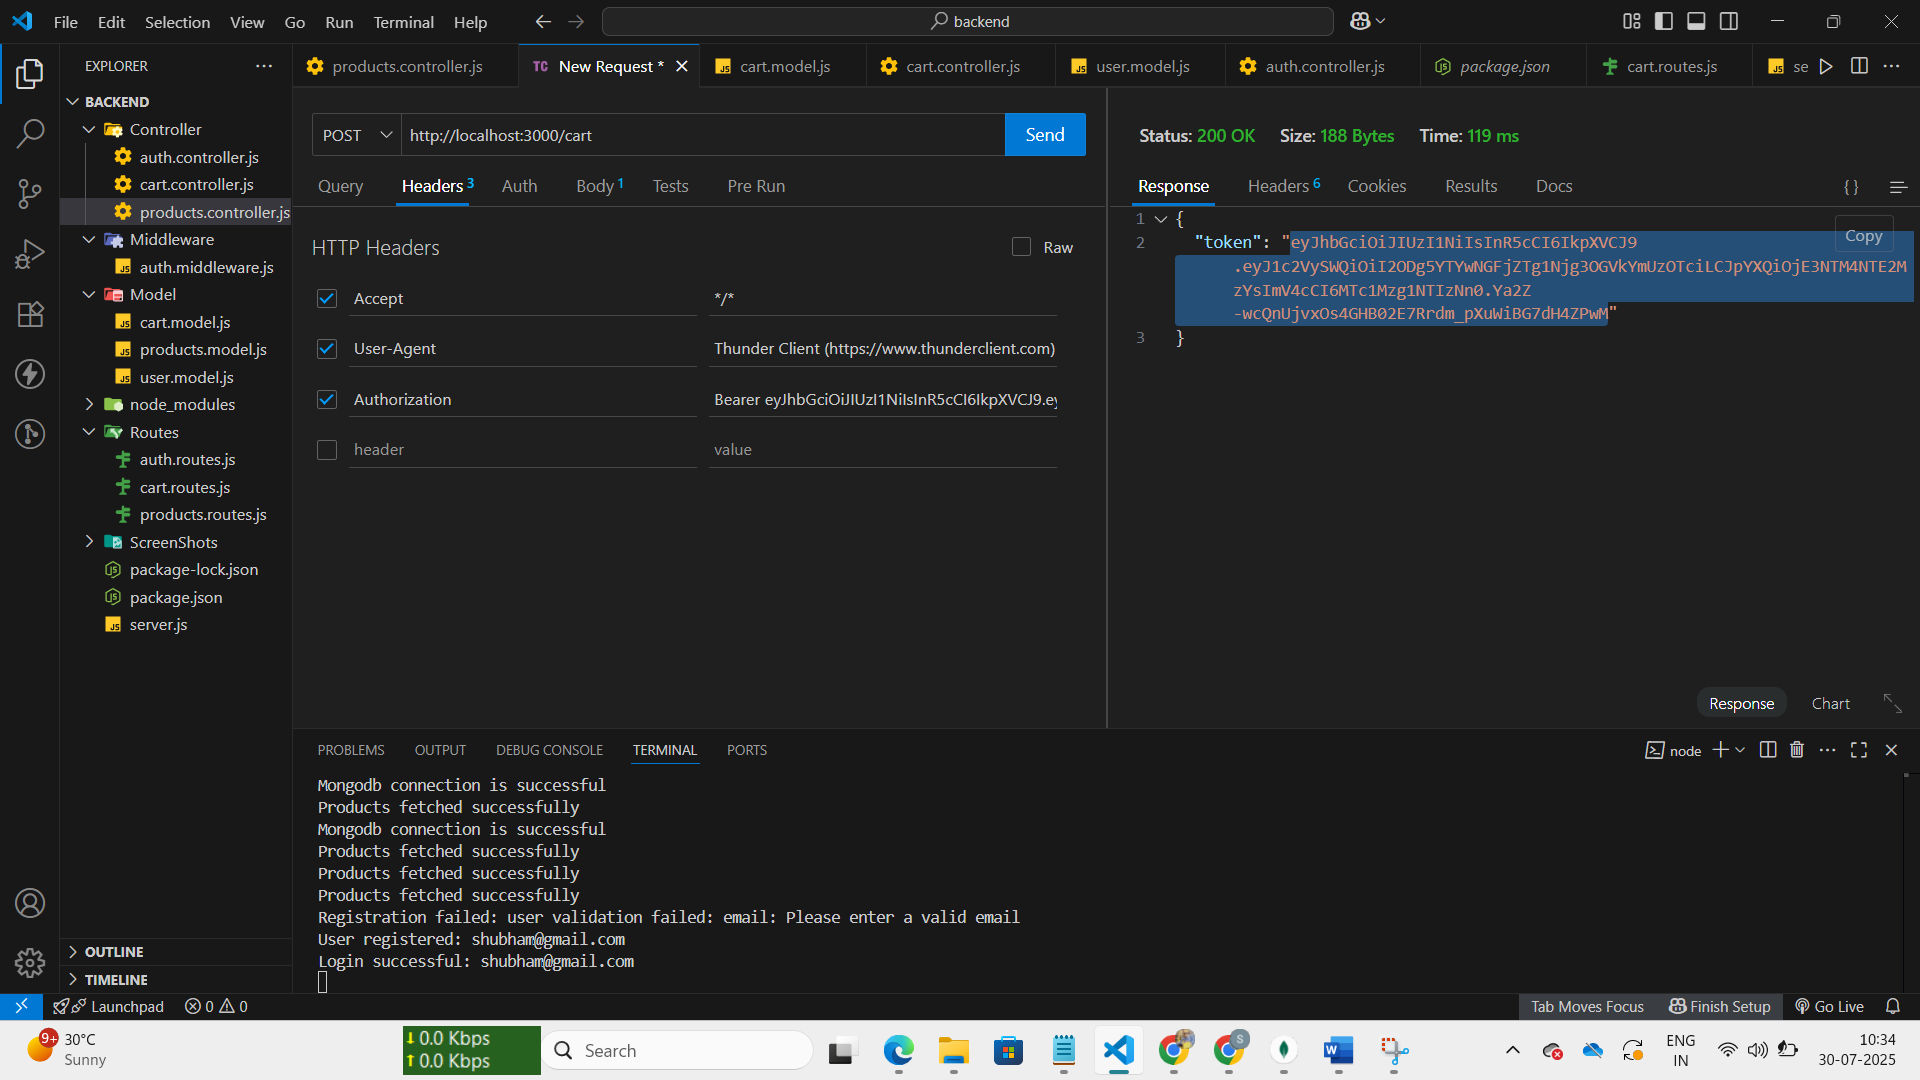 File Edit Selection View Go Run Terminal Help
backend
EXPLORER
BACKEND
Controller
auth.controller.js
cart.controller.js
products.controller.js
Middleware
auth.middleware.js
Model
cart.model.js
products.model.js
user.model.js
node_modules
Routes
auth.routes.js
cart.routes.js
products.routes.js
ScreenShots
package-lock.json
package.json
server.js
OUTLINE
TIMELINE
products.controller.js TC New Request * cart.model.js cart.controller.js user.model.js auth.controller.js package.json cart.routes.js se
POST http://localhost:3000/cart Send
Query Headers 3 Auth Body 1 Tests Pre Run
HTTP Headers Raw
Accept */*
User-Agent Thunder Client (https://www.thunderclient.com)
Authorization Bearer eyJhbGciOiJIUzI1NiIsInR5cCI6IkpXVCJ9.ey
header value
Status: 200 OK Size: 188 Bytes Time: 119 ms
Response Headers 6 Cookies Results Docs { }
Copy
1 {
2 "token": "eyJhbGciOiJIUzI1NiIsInR5cCI6IkpXVCJ9
.eyJ1c2VySWQiOiI2ODg5YTYwNGFjZTg1Njg3OGVkYmUzOTciLCJpYXQiOjE3NTM4NTE2M
zYsImV4cCI6MTc1Mzg1NTIzNn0.Ya2Z
-wcQnUjvxOs4GHB02E7Rrdm_pXuWiBG7dH4ZPwM"
3 }
Response Chart
PROBLEMS OUTPUT DEBUG CONSOLE TERMINAL PORTS
node
Mongodb connection is successful
Products fetched successfully
Mongodb connection is successful
Products fetched successfully
Products fetched successfully
Products fetched successfully
Registration failed: user validation failed: email: Please enter a valid email
User registered: shubham@gmail.com
Login successful: shubham@gmail.com
Launchpad 0 0
Tab Moves Focus Finish Setup Go Live
9+ 30°C
Sunny
0.0 Kbps
0.0 Kbps
Search
S
ENG
IN
10:34
30-07-2025